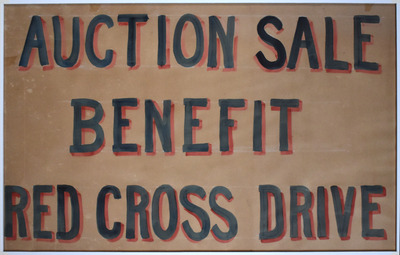 AUCTION SALE
BENEFIT
RED CROSS DRIVE